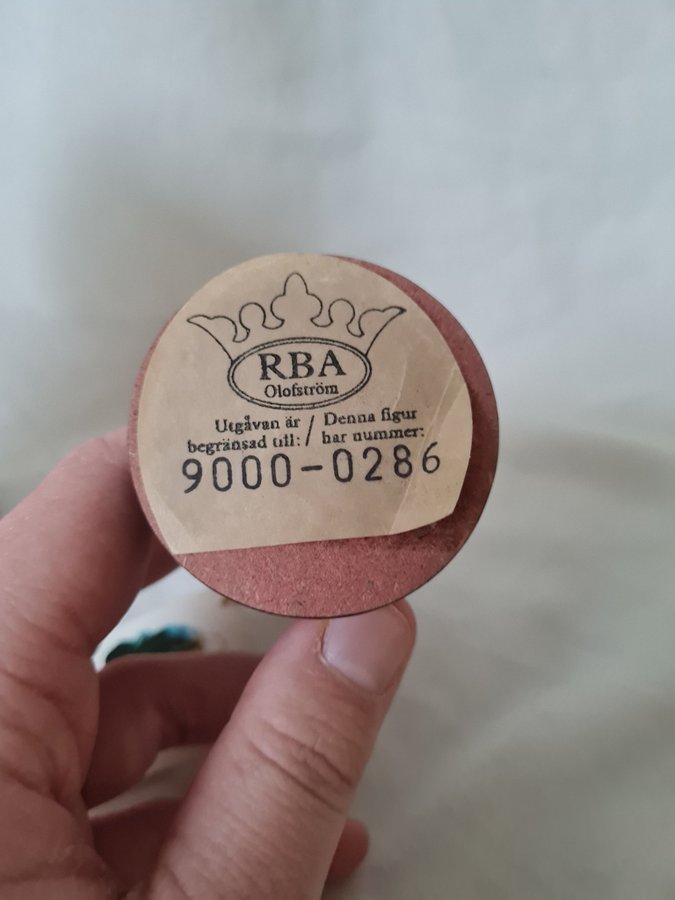 RBA
Olofström
Utgåvan är / Denna figur
begränsad till: / har nummer:
9000-0286